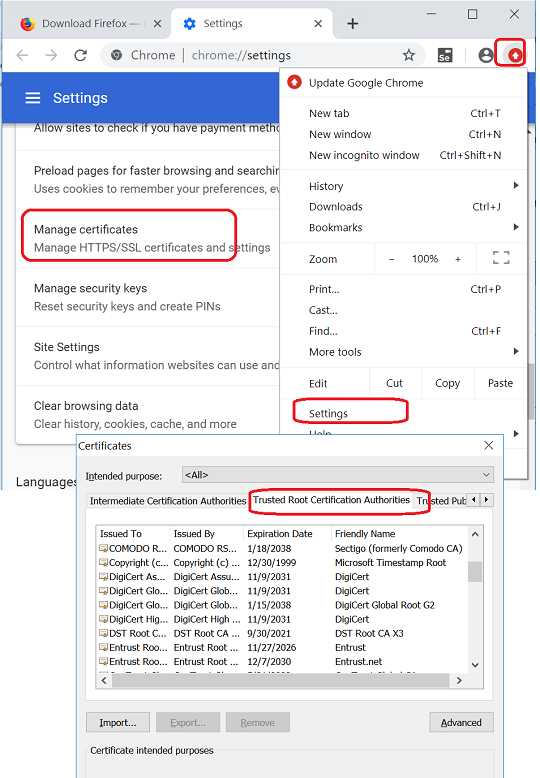 Download Firefox —
Settings
Chrome | chrome://settings
Se
Update Google Chrome
Settings
New tab Ctrl+T
New window Ctrl+N
New incognito window Ctrl+Shift+N
History
Downloads Ctrl+J
Bookmarks
Zoom − 100% +
Print... Ctrl+P
Cast...
Find... Ctrl+F
More tools
Edit Cut Copy Paste
Settings
Help
Allow sites to check if you have payment
Preload pages for faster browsing and
Uses cookies to remember your preferences,
Manage certificates
Manage HTTPS/SSL certificates and settings
Manage security keys
Reset security keys and create PINs
Site Settings
Control what information websites can use and
Clear browsing data
Clear history, cookies, cache, and more
Languages
Certificates
Intended purpose: <All>
Intermediate Certification Authorities Trusted Root Certification Authorities Trusted
Issued To Issued By Expiration Date Friendly Name
COMODO RS... COMODO RS... 1/18/2038 Sectigo (formerly Comodo CA)
Copyright (c)... Copyright (c) ... 12/30/1999 Microsoft Timestamp Root
DigiCert As... DigiCert Assu... 11/9/2031 DigiCert
DigiCert Glo... DigiCert Glob... 11/9/2031 DigiCert
DigiCert Glo... DigiCert Glob... 1/15/2038 DigiCert Global Root G2
DigiCert Hig... DigiCert High ... 11/9/2031 DigiCert
DST Root C... DST Root CA ... 9/30/2021 DST Root CA X3
Entrust Roo... Entrust Root ... 11/27/2026 Entrust
Entrust Roo... Entrust Root ... 12/7/2030 Entrust.net
Import... Export... Remove Advanced
Certificate intended purposes